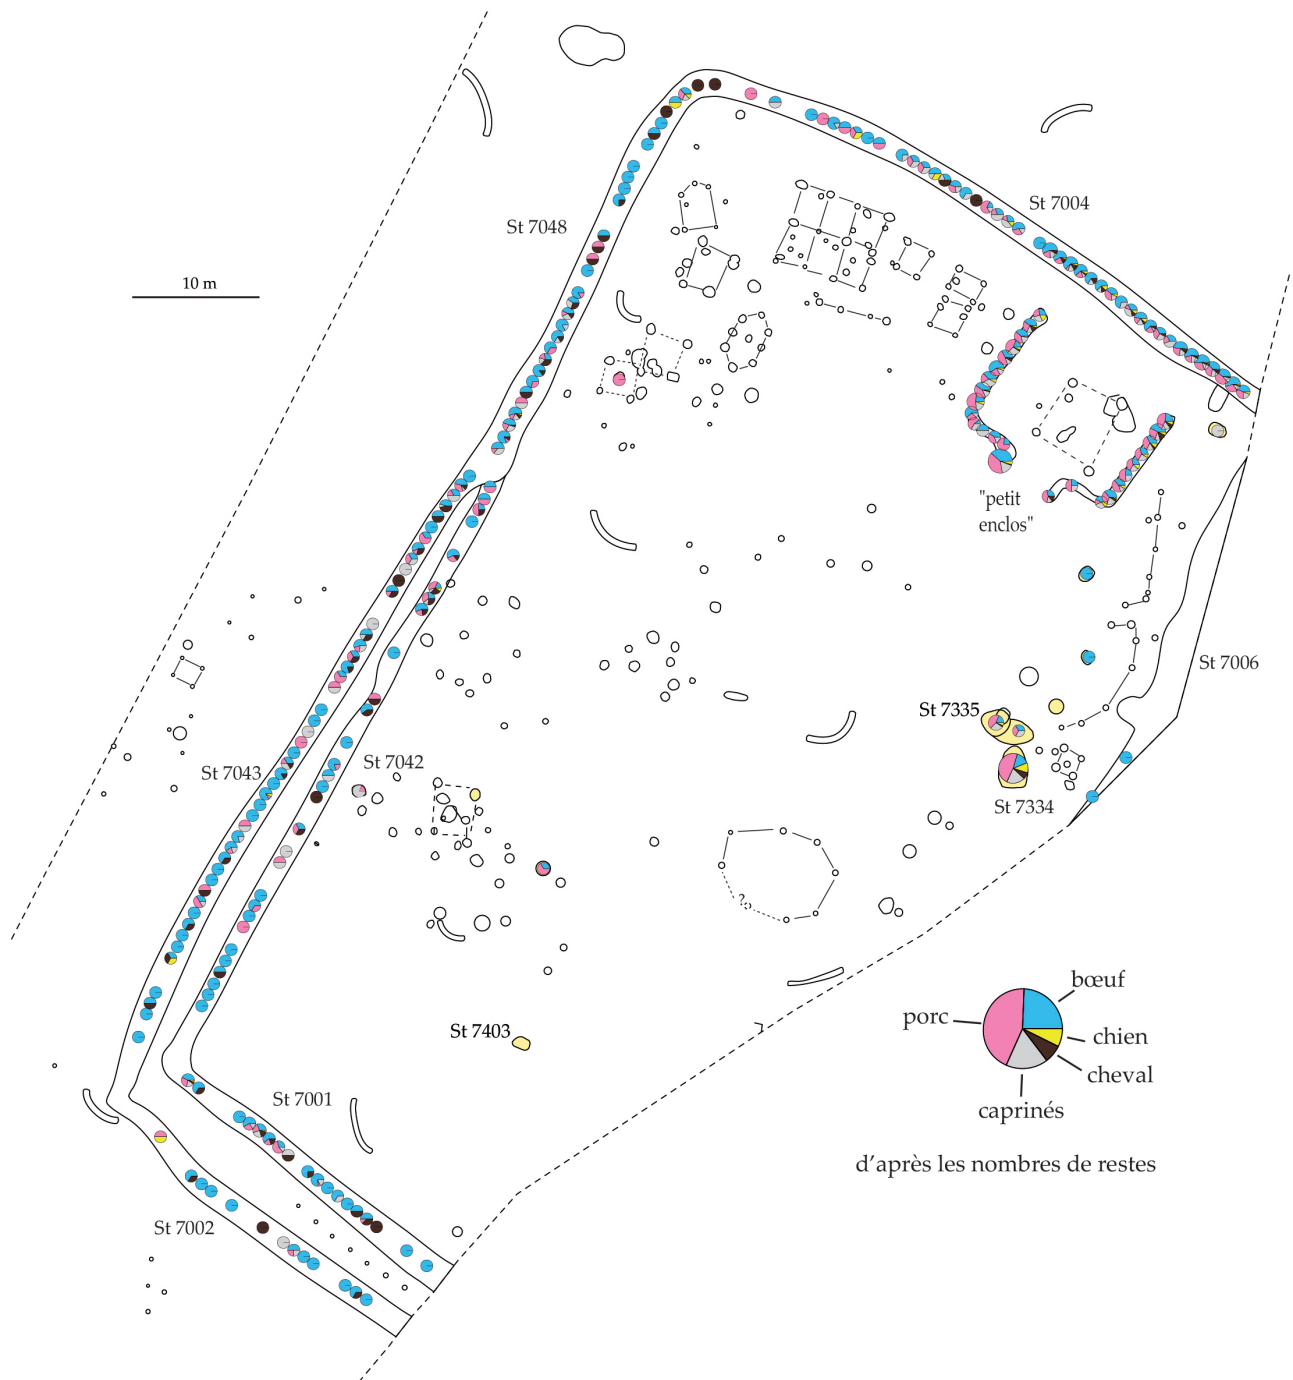 St 7004
St 7048
10 m
"petit
enclos"
St 7006
St 7335
St 7043
St 7042
St 7334
?
bœuf
porc
chien
St 7403
cheval
caprinés
St 7001
d’après les nombres de restes
St 7002